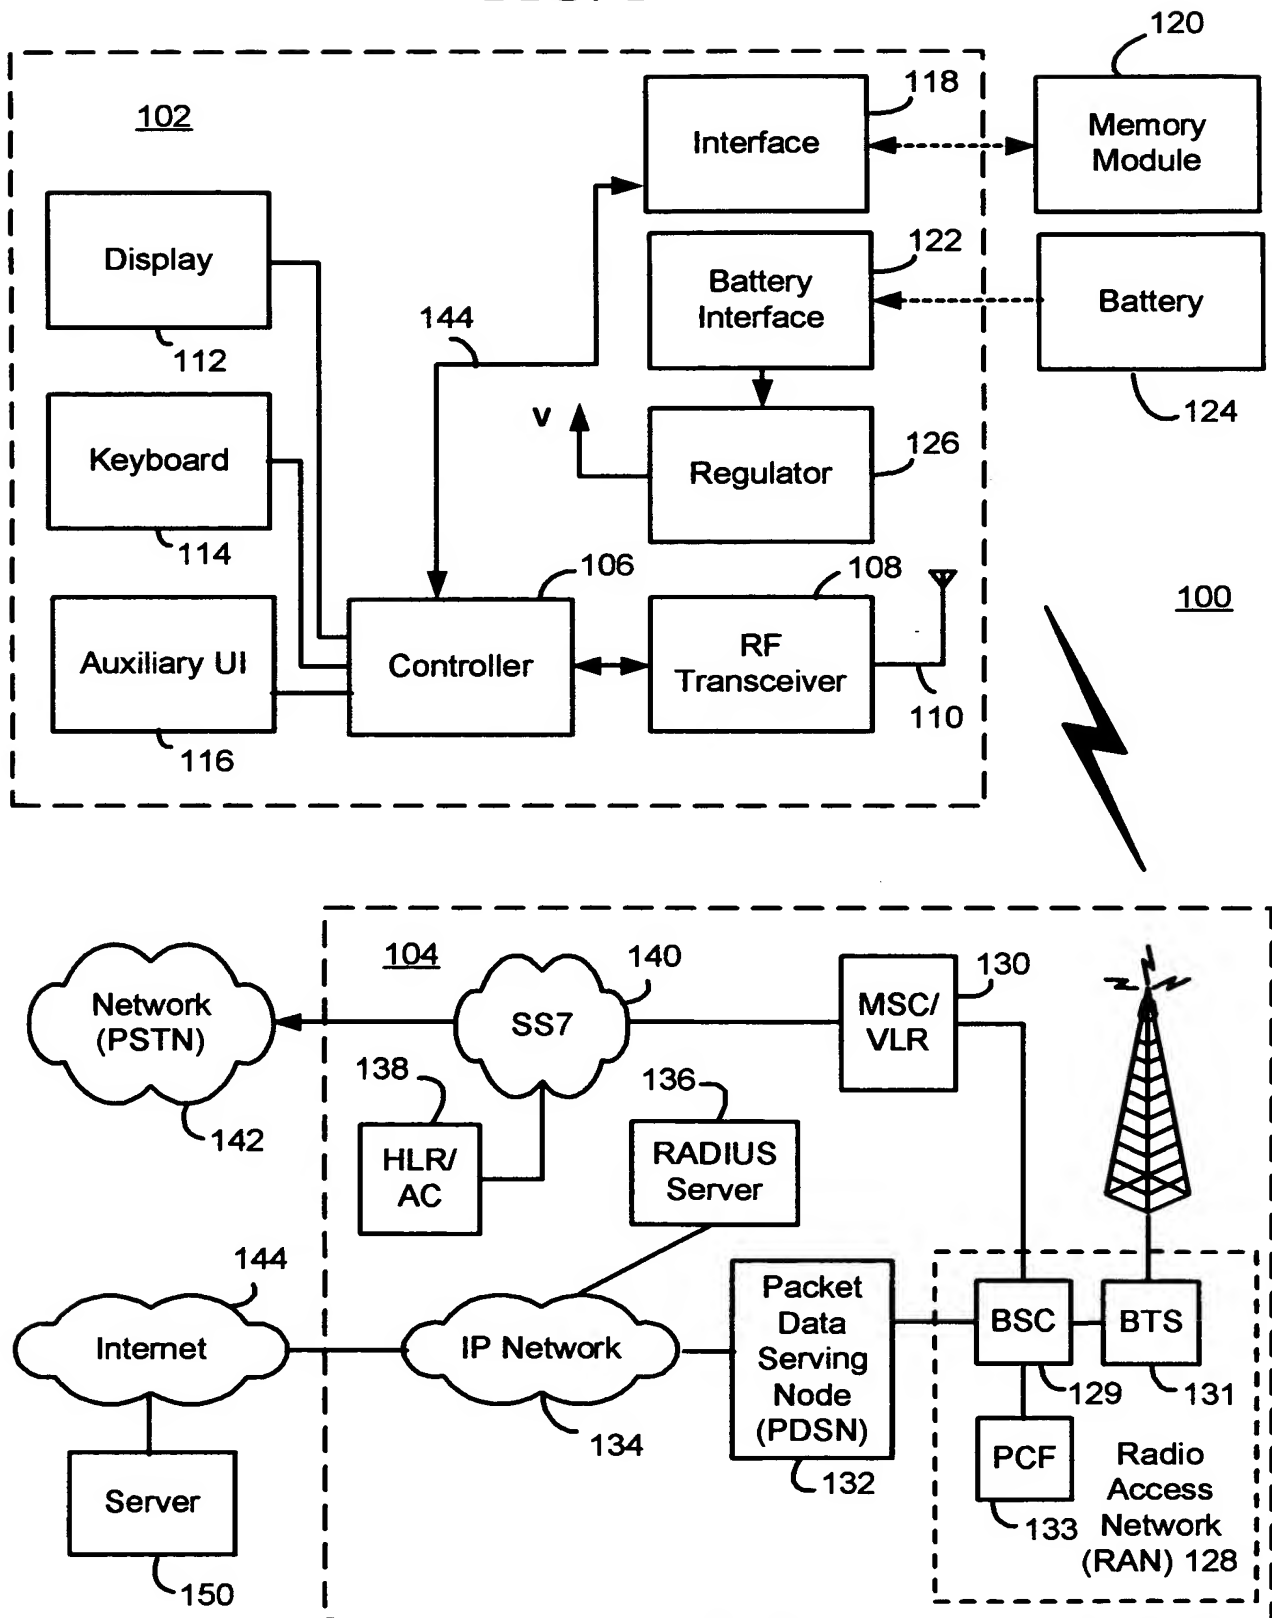 120
118
102
Interface
Memory
Module
Display
122
Battery
Interface
Battery
144
112
V
124
Keyboard
Regulator
126
114
106
108
100
Auxiliary UI
Controller
RF
Transceiver
110
116
104
140
130
Network
(PSTN)
SS7
MSC/
VLR
138
136
142
HLR/
AC
RADIUS
Server
144
Internet
IP Network
Packet
Data
Serving
Node
(PDSN)
BSC
BTS
129
131
134
132
PCF
Radio
Access
Network
(RAN) 128
Server
133
150